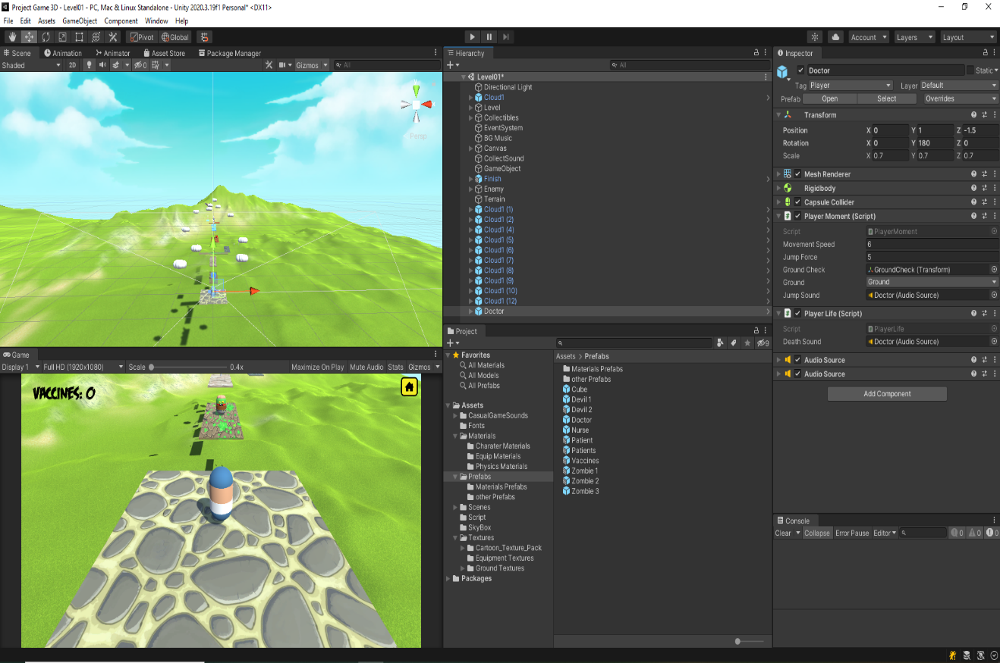 Project Game 3D - Level01 - PC, Mac & Linux Standalone - Unity 2020.3.19f1 Personal* <DX11>
File Edit Assets GameObject Component Window Help
Pivot Global Account Layers Layout
Scene Animation Animator Asset Store Package Manager
Shaded 2D 0 Gizmos All
Persp
Game
Display 1 Full HD (1920x1080) Scale 0.4x Maximize On Play Mute Audio Stats Gizmos
VACCINES: 0
Hierarchy
All
Level01*
Directional Light
Cloud1
Level
Collectibles
EventSystem
BG Music
Canvas
CollectSound
GameObject
Finish
Enemy
Terrain
Cloud1 (1)
Cloud1 (2)
Cloud1 (4)
Cloud1 (5)
Cloud1 (6)
Cloud1 (7)
Cloud1 (8)
Cloud1 (9)
Cloud1 (10)
Cloud1 (12)
Doctor
Project
9
Favorites
All Materials
All Models
All Prefabs
Assets
CasualGameSounds
Fonts
Materials
Charater Materials
Equip Materials
Physics Materials
Prefabs
Materials Prefabs
other Prefabs
Scenes
Script
SkyBox
Textures
Cartoon_Texture_Pack
Equipment Textures
Ground Textures
Packages
Assets > Prefabs
Materials Prefabs
other Prefabs
Cube
Devil 1
Devil 2
Doctor
Nurse
Patient
Patients
Vaccines
Zombie 1
Zombie 2
Zombie 3
Inspector
Doctor Static
Tag Player Layer Default
Prefab Open Select Overrides
Transform
Position X 0 Y 1 Z -1.5
Rotation X 0 Y 180 Z 0
Scale X 0.7 Y 0.7 Z 0.7
Mesh Renderer
Rigidbody
Capsule Collider
Player Moment (Script)
Script PlayerMoment
Movement Speed 6
Jump Force 5
Ground Check GroundCheck (Transform)
Ground Ground
Jump Sound Doctor (Audio Source)
Player Life (Script)
Script PlayerLife
Death Sound Doctor (Audio Source)
Audio Source
Audio Source
Add Component
Console
Clear Collapse Error Pause Editor 0 0 0